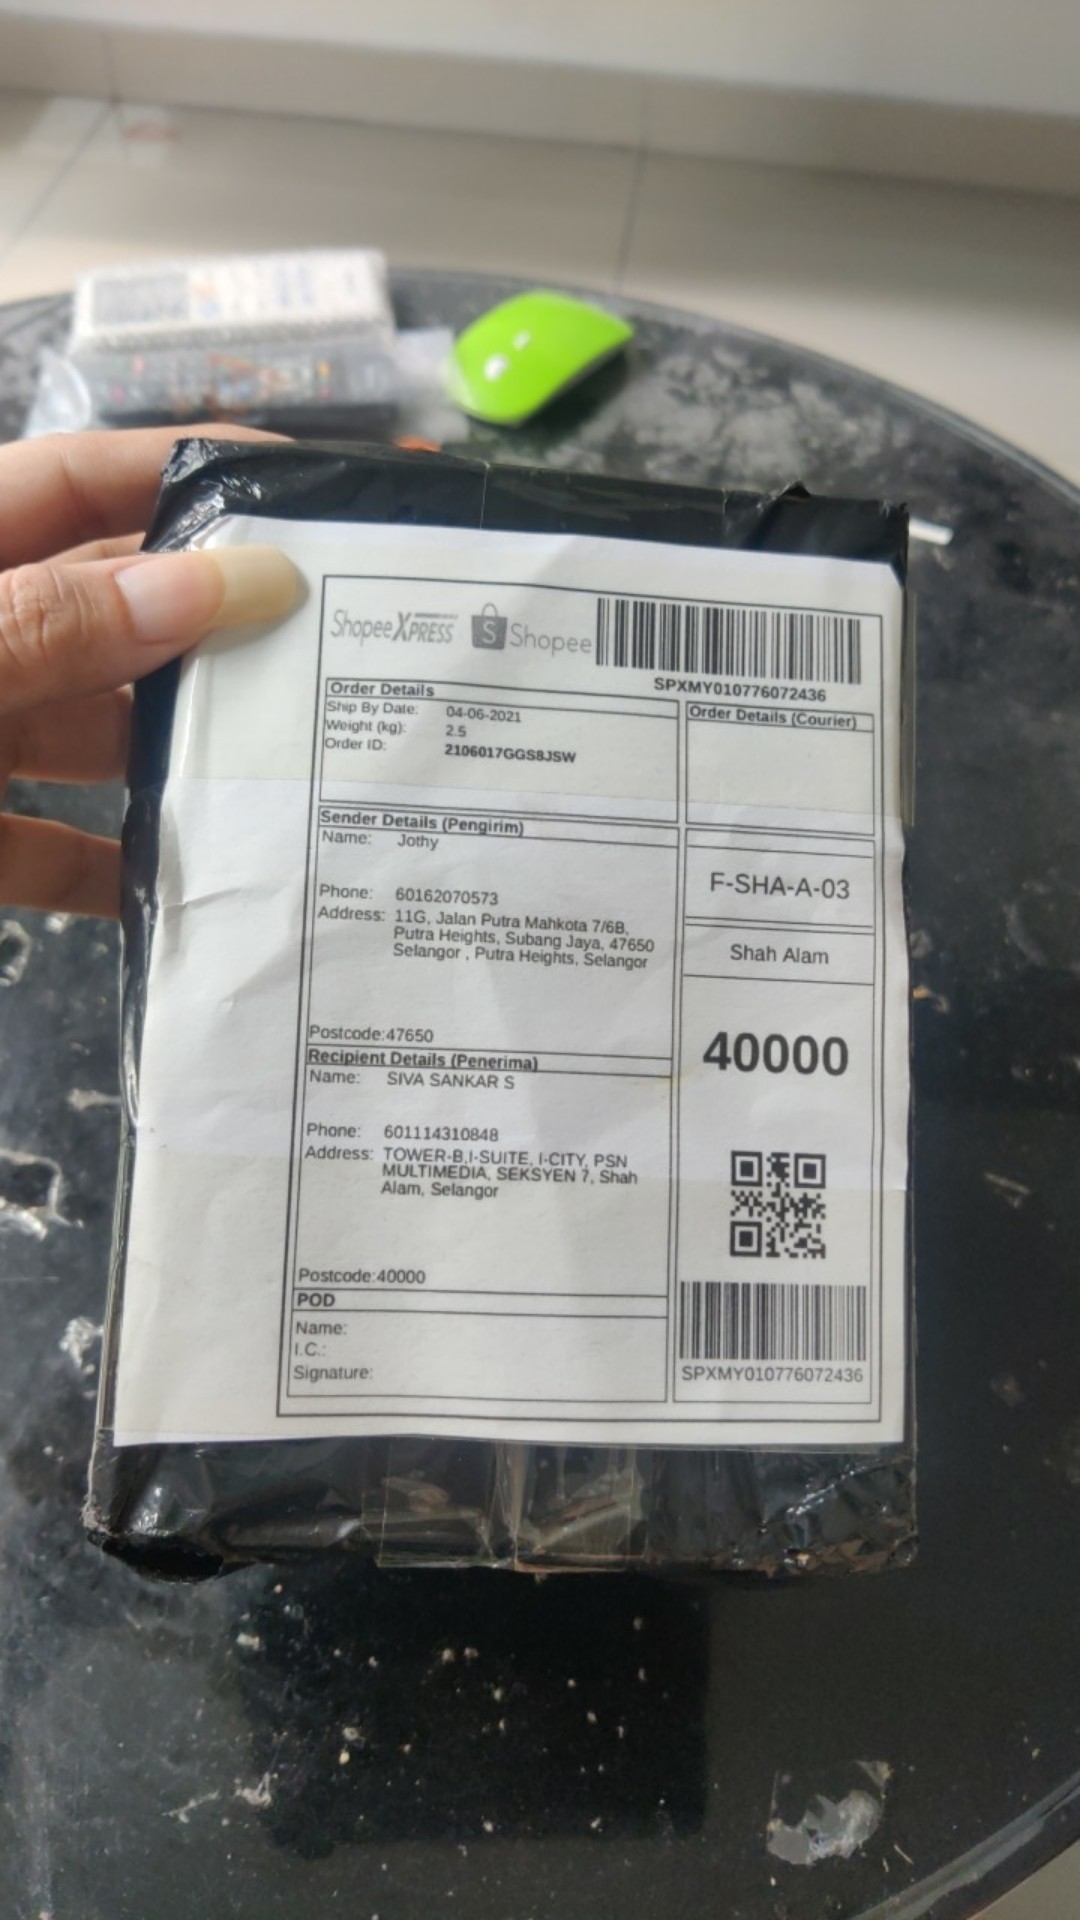 ShopeeXPRESS S Shopee
SPXMY010776072436
Order Details
Ship By Date: 04-06-2021
Weight (kg): 2.5
Order ID: 2106017GGS8JSW
Order Details (Courier)
Sender Details (Pengirim)
Name: Jothy
Phone: 60162070573
Address: 11G, Jalan Putra Mahkota 7/6B,
Putra Heights, Subang Jaya, 47650
Selangor , Putra Heights, Selangor
Postcode:47650
F-SHA-A-03
Shah Alam
40000
Recipient Details (Penerima)
Name: SIVA SANKAR S
Phone: 601114310848
Address: TOWER-B,I-SUITE, I-CITY, PSN
MULTIMEDIA, SEKSYEN 7, Shah
Alam, Selangor
Postcode:40000
POD
Name:
I.C.:
Signature:
SPXMY010776072436